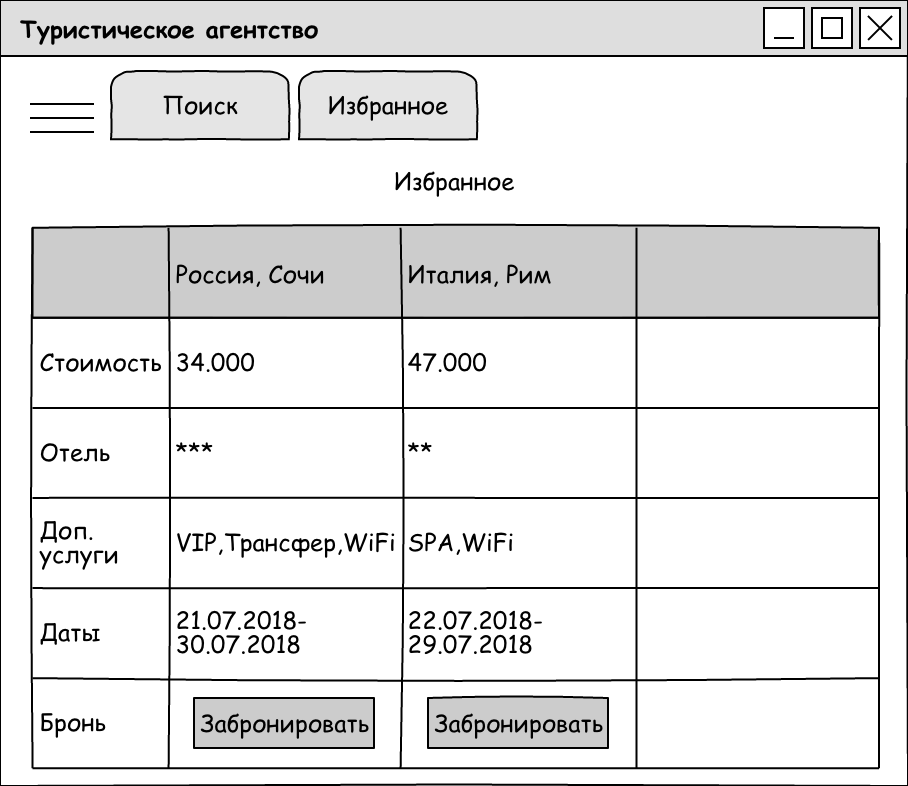 Туристическое агентство
Поиск
Избранное
Избранное
Россия, Сочи
Италия, Рим
Стоимость
34.000
47.000
Отель
***
**
Доп.
услуги
VIP,Трансфер,WiFi
SPA,WiFi
Даты
21.07.2018-
30.07.2018
22.07.2018-
29.07.2018
Бронь
Забронировать
Забронировать